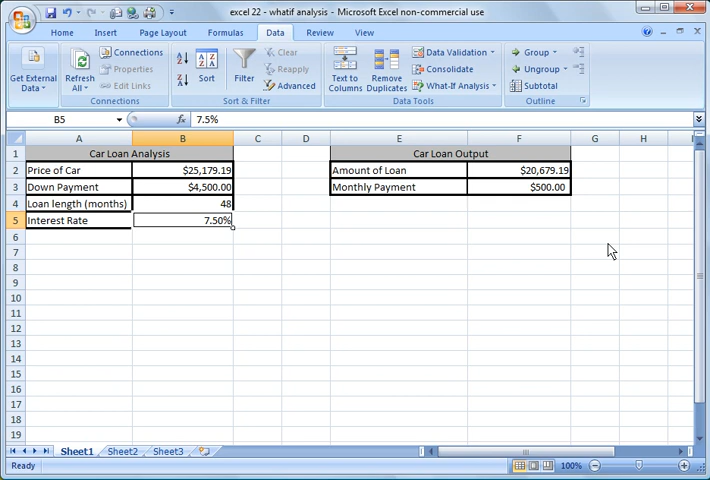 excel 22 - whatif analysis - Microsoft Excel non-commercial use
Home Insert Page Layout Formulas Data Review View
Get External Data
Refresh All
Connections
Properties
Edit Links
Connections
Sort
Filter
Clear
Reapply
Advanced
Sort & Filter
Text to Columns
Remove Duplicates
Data Validation
Consolidate
What-If Analysis
Data Tools
Group
Ungroup
Subtotal
Outline
B5 fx 7.5%
A B C D E F G H
1 Car Loan Analysis Car Loan Output
2 Price of Car $25,179.19 Amount of Loan $20,679.19
3 Down Payment $4,500.00 Monthly Payment $500.00
4 Loan length (months) 48
5 Interest Rate 7.50%
6
7
8
9
10
11
12
13
14
15
16
17
18
19
Sheet1 Sheet2 Sheet3
Ready 100%